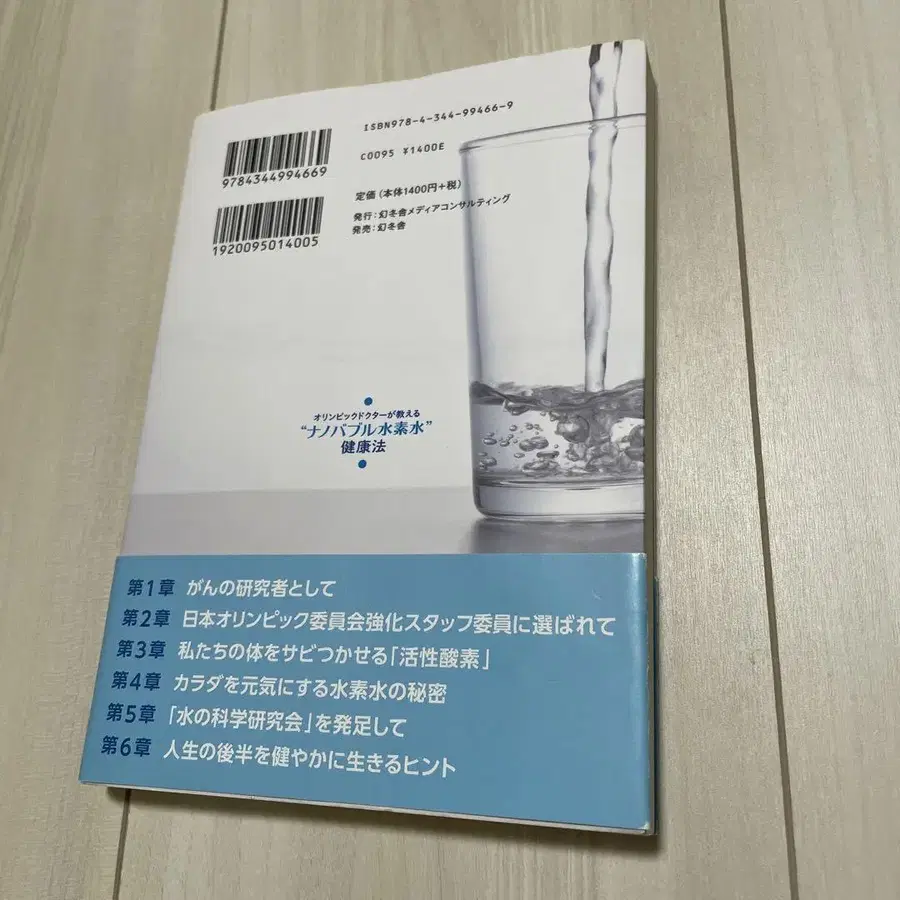 ISBN978-4-344-99466-9
9784344994669
C0095 ¥1400E
定価(本体1400円+税)
1920095014005
発行:幻冬舎メディアコンサルティング
発売:幻冬舎
オリンピックドクターが教える
“ナノバブル水素水”
健康法
第1章 がんの研究者として
第2章 日本オリンピック委員会強化スタッフ委員に選ばれて
第3章 私たちの体をサビつかせる「活性酸素」
第4章 カラダを元気にする水素水の秘密
第5章 「水の科学研究会」を発足して
第6章 人生の後半を健やかに生きるヒント